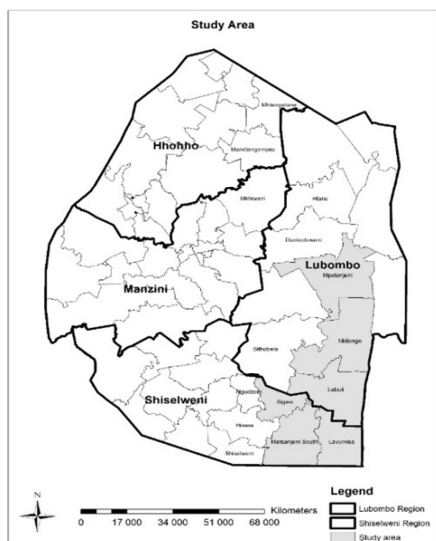 Study Area
Mhlangatane
Hhohho
Mandlangempisi
Mkhiweni
Hlane
Dvokodweni
Lubombo
Mpolonjeni
Manzini
Nkilongo
Sithobela
Lubuli
Ngudzeni
Sigwe
Shiselweni
Hosea
Matsanjeni South
Lavumisa
Shiselweni
N
Kilometers
0 17 000 34 000 51 000 68 000
Legend
Lubombo Region
Shiselweni Region
Study area